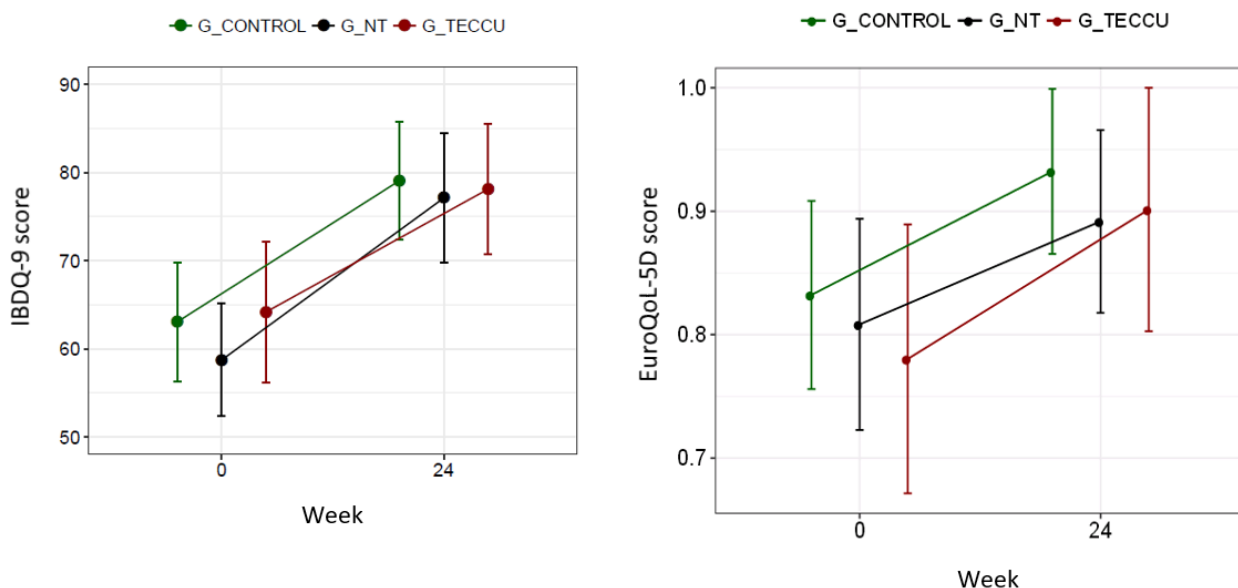 G_CONTROL G_NT G_TECCU
90
80
70
60
50
IBDQ-9 score
0 24
Week
G_CONTROL G_NT G_TECCU
1.0
0.9
0.8
0.7
EuroQoL-5D score
0 24
Week